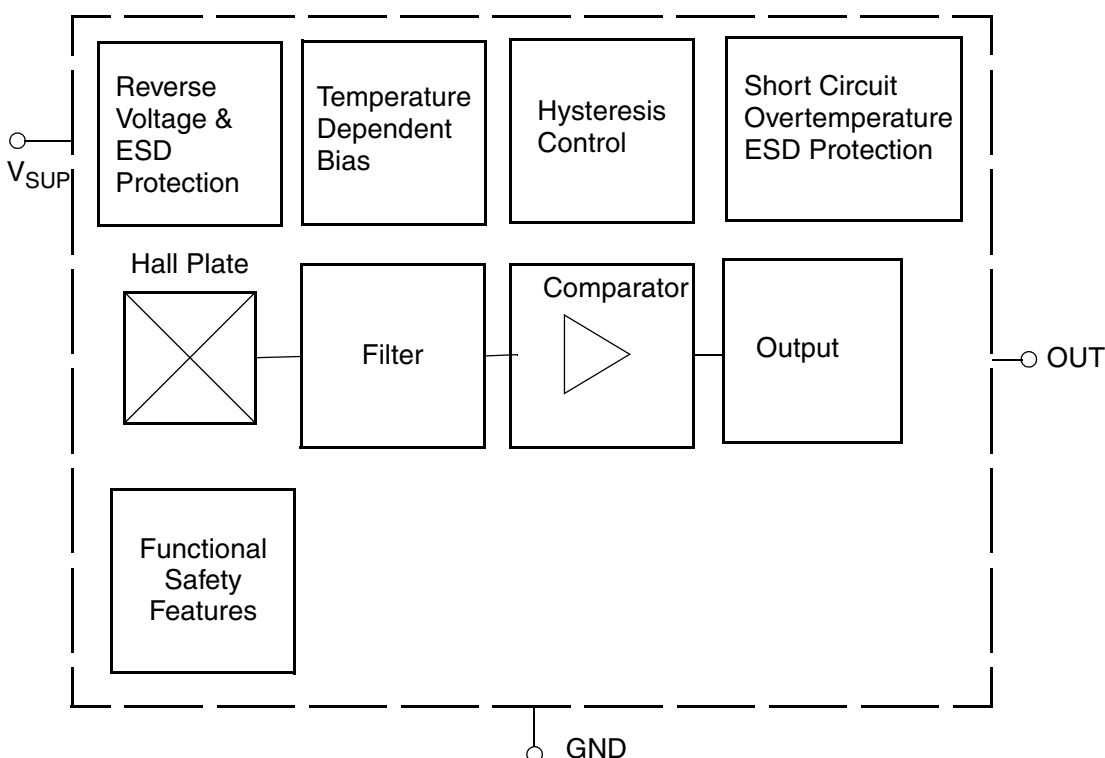 Reverse
Voltage &
ESD
Protection
Temperature
Dependent
Bias
Hysteresis
Control
Short Circuit
Overtemperature
ESD Protection
VSUP
Hall Plate
Filter
Comparator
Output
OUT
Functional
Safety
Features
GND